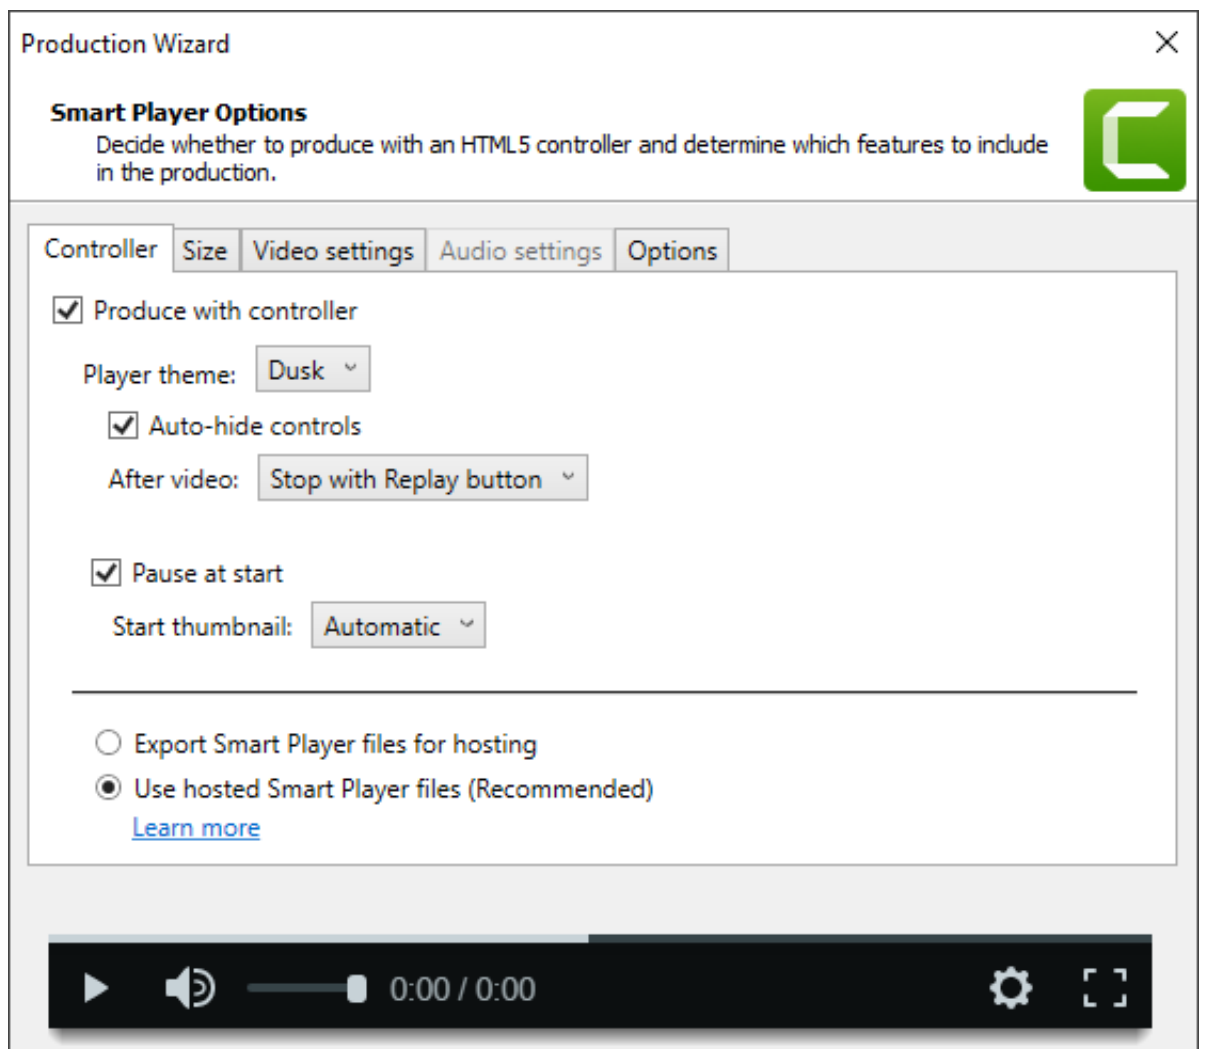 Production Wizard
Smart Player Options
Decide whether to produce with an HTML5 controller and determine which features to include
in the production.
Controller Size Video settings Audio settings Options
Produce with controller
Player theme: Dusk
Auto-hide controls
After video: Stop with Replay button
Pause at start
Start thumbnail: Automatic
Export Smart Player files for hosting
Use hosted Smart Player files (Recommended)
Learn more
0:00 / 0:00